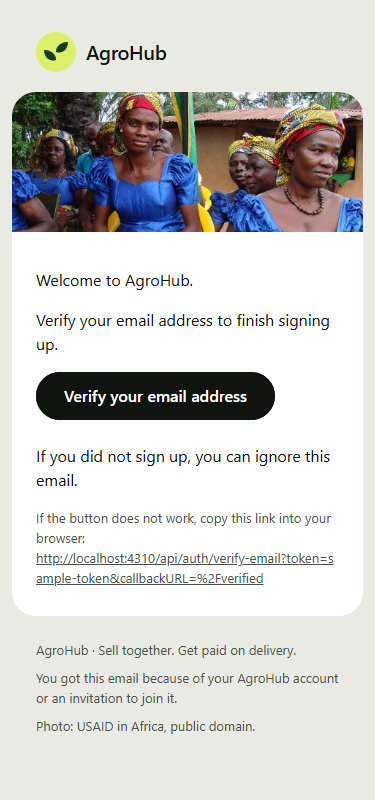 AgroHub
Welcome to AgroHub.
Verify your email address to finish signing
up.
Verify your email address
If you did not sign up, you can ignore this
email.
If the button does not work, copy this link into your
browser:
http://localhost:4310/api/auth/verify-email?token=s
ample-token&callbackURL=%2Fverified
AgroHub · Sell together. Get paid on delivery.
You got this email because of your AgroHub account
or an invitation to join it.
Photo: USAID in Africa, public domain.